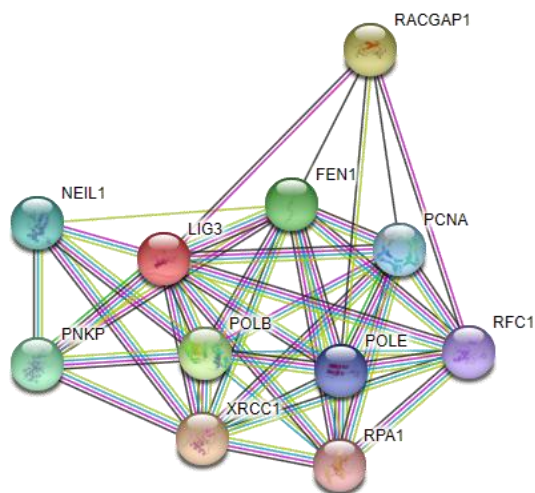 RACGAP1
FEN1
NEIL1
LIG3
PCNA
POLB
POLE
RFC1
PNKP
XRCC1
RPA1